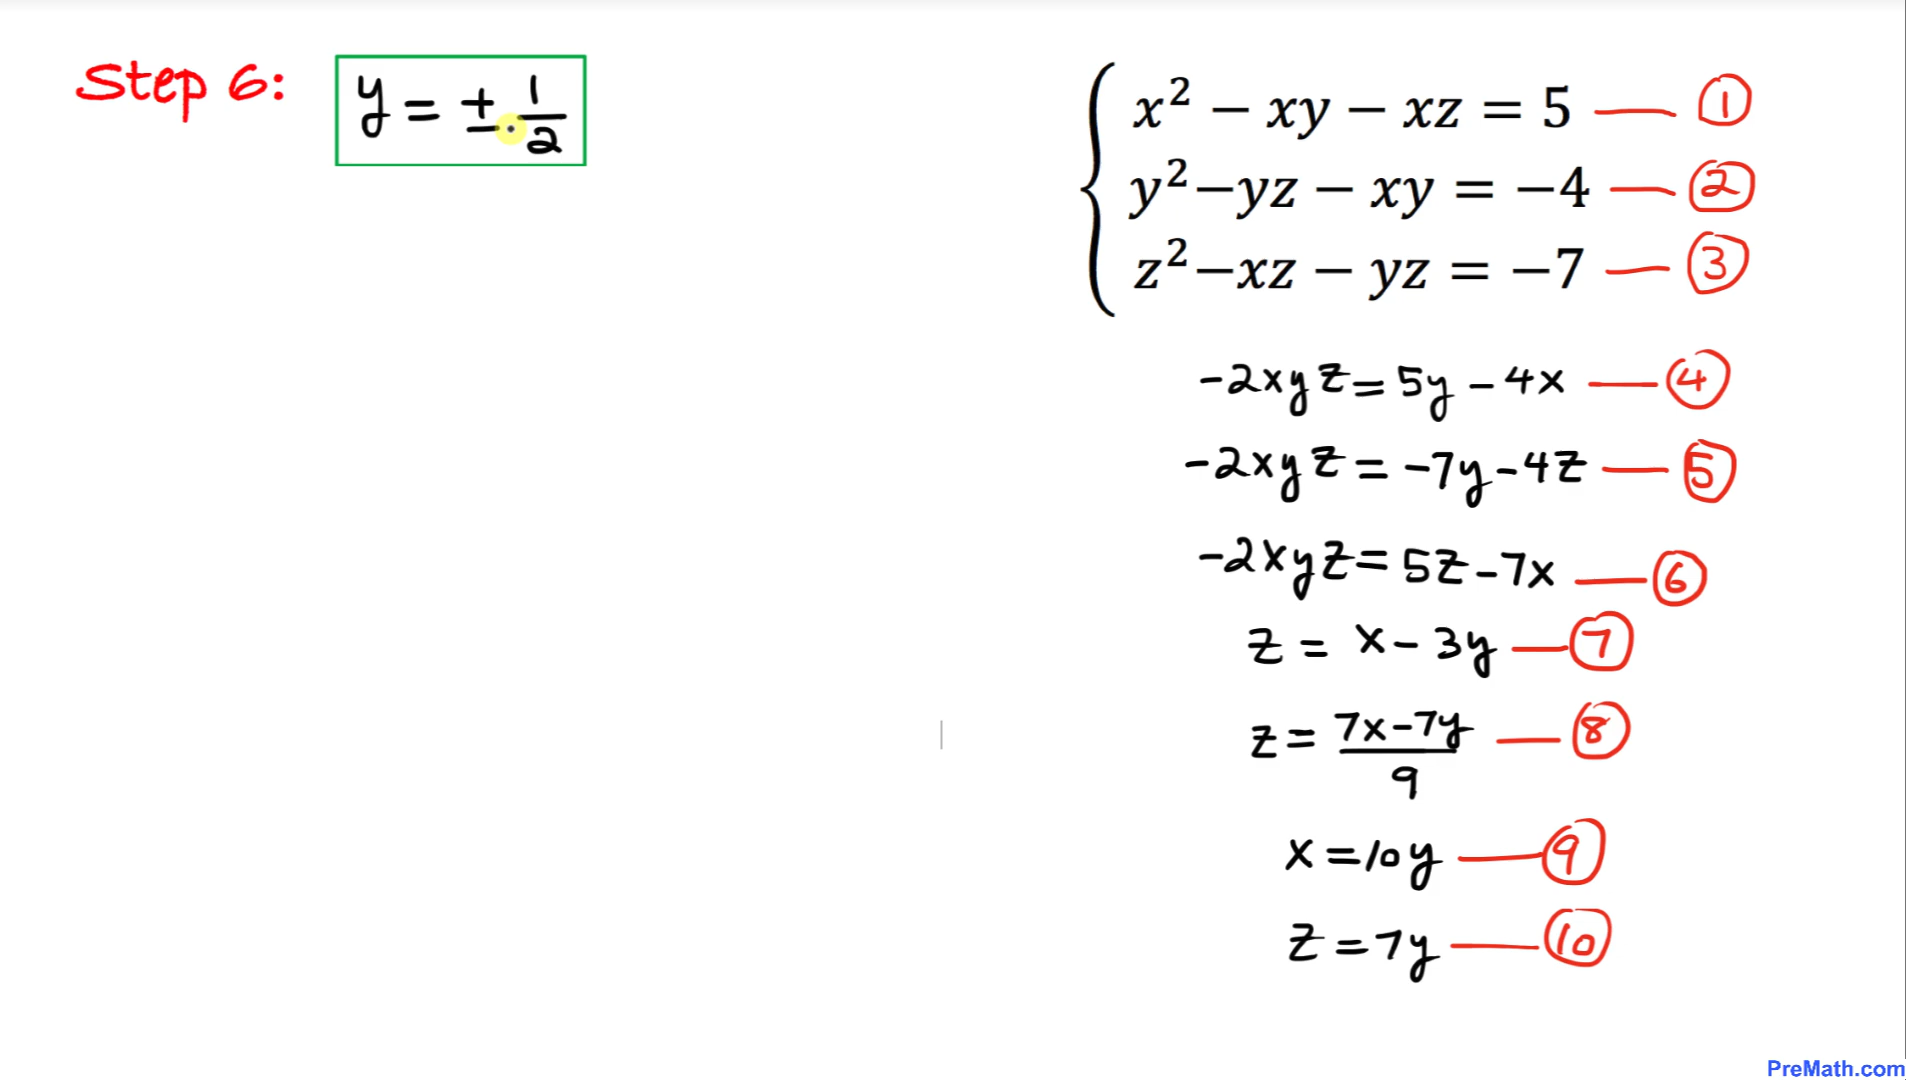 Step 6: y = ± 1/2
x² − xy − xz = 5 — ①
y² − yz − xy = −4 — ②
z² − xz − yz = −7 — ③
-2xyz = 5y - 4x — ④
-2xyz = -7y - 4z — ⑤
-2xyz = 5z - 7x — ⑥
z = x - 3y — ⑦
z = (7x - 7y)/9 — ⑧
x = 10y — ⑨
z = 7y — ⑩
PreMath.com